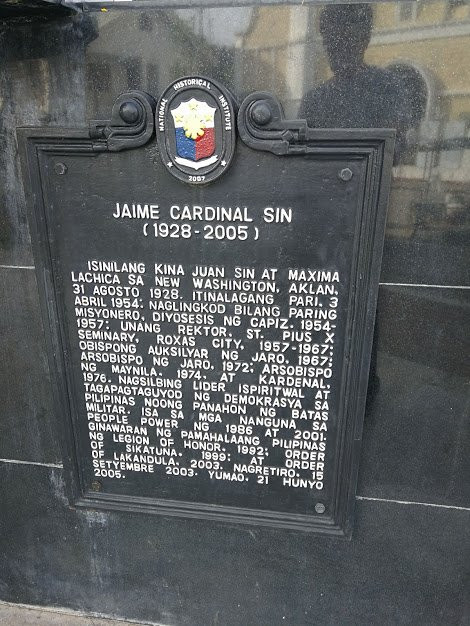 NATIONAL HISTORICAL INSTITUTE
2007
JAIME CARDINAL SIN
(1928-2005)
ISINILANG KINA JUAN SIN AT MAXIMA
LACHICA SA NEW WASHINGTON, AKLAN,
31 AGOSTO 1928. ITINALAGANG PARI, 3
ABRIL 1954. NAGLINGKOD BILANG PARING
MISYONERO, DIYOSESIS NG CAPIZ, 1954-
1957; UNANG REKTOR, ST. PIUS X
SEMINARY, ROXAS CITY, 1957-1967;
OBISPONG AUKSILYAR NG JARO, 1967;
ARSOBISPO NG JARO, 1972; ARSOBISPO
NG MAYNILA, 1974, AT KARDENAL,
1976. NAGSILBING LIDER ISPIRITWAL AT
TAGAPAGTAGUYOD NG DEMOKRASYA SA
PILIPINAS NOONG PANAHON NG BATAS
MILITAR. ISA SA MGA NANGUNA SA
PEOPLE POWER NG 1986 AT 2001.
GINAWARAN NG PAMAHALAANG PILIPINAS
NG LEGION OF HONOR, 1992; ORDER
OF SIKATUNA, 1999; AT ORDER
OF LAKANDULA, 2003. NAGRETIRO, 15
SETYEMBRE 2003. YUMAO, 21 HUNYO
2005.